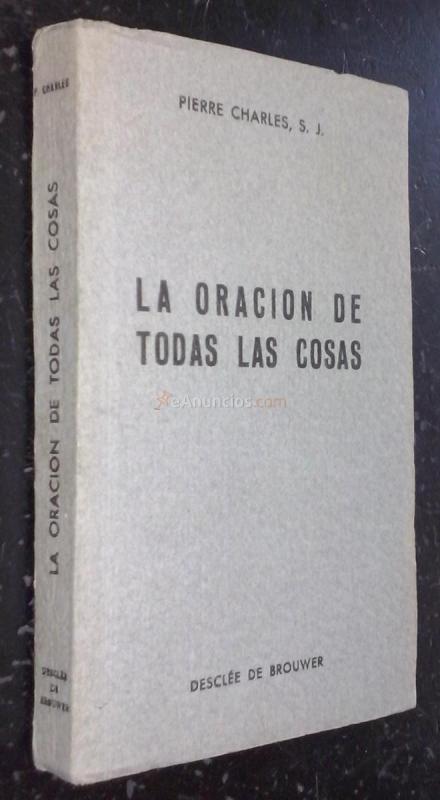 P. CHARLES
LA ORACION DE TODAS LAS COSAS
DESCLÉE
DE
BROUWER
PIERRE CHARLES, S. J.
LA ORACION DE
TODAS LAS COSAS
eAnuncios.com
DESCLÉE DE BROUWER